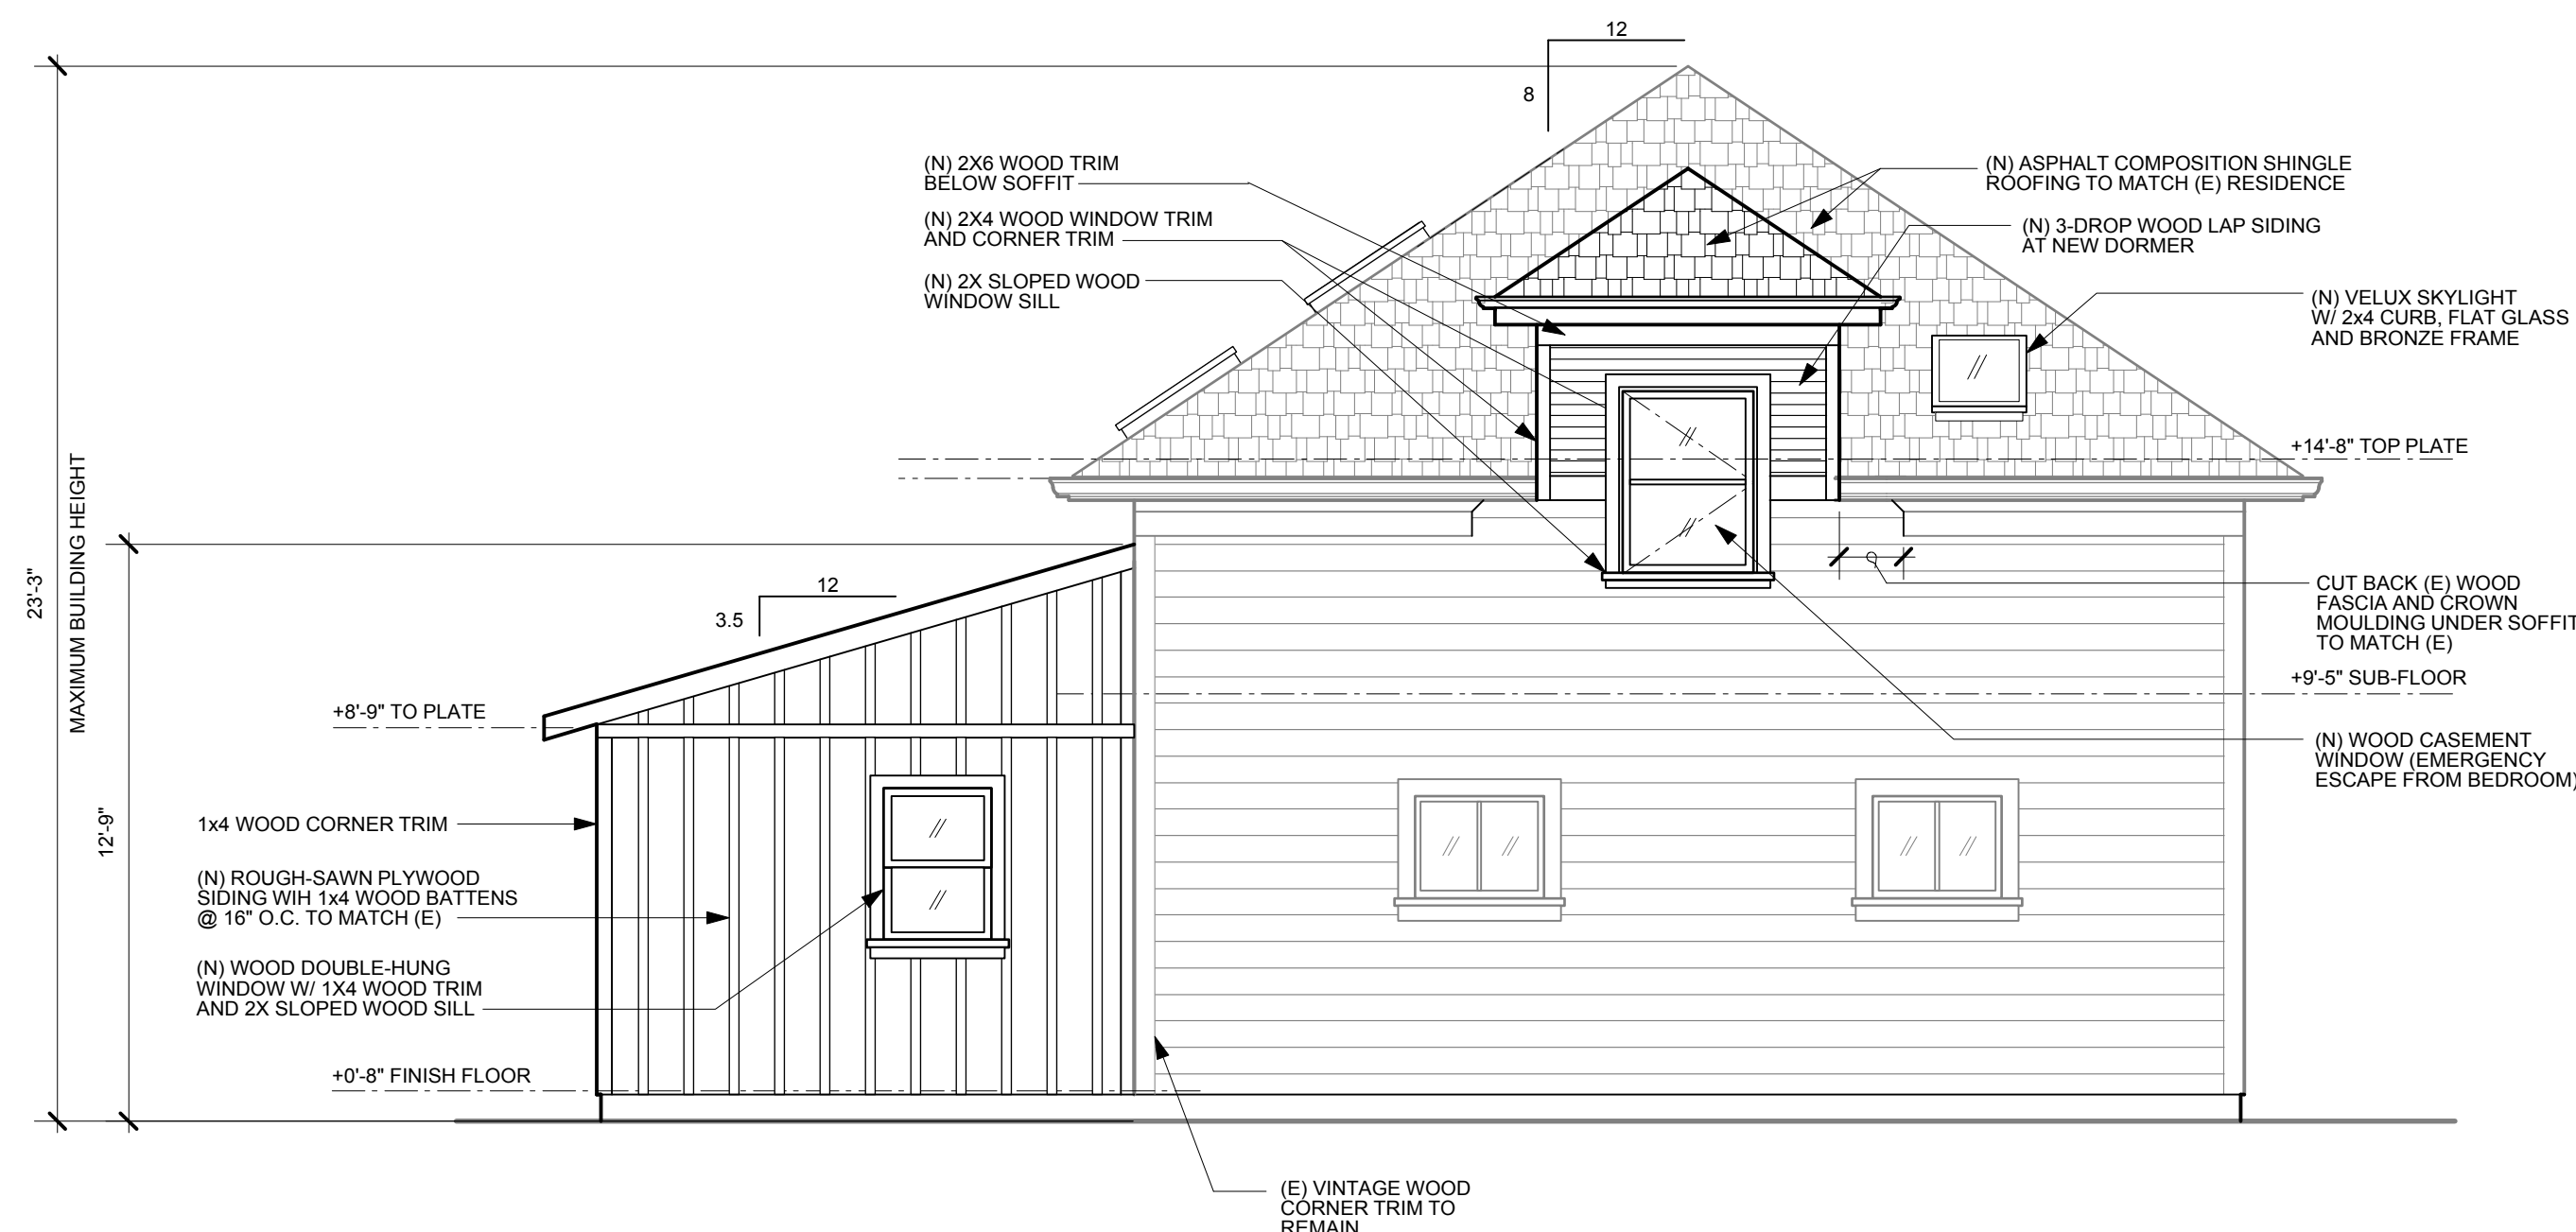 12
8
(N) 2X6 WOOD TRIM
BELOW SOFFIT
(N) 2X4 WOOD WINDOW TRIM
AND CORNER TRIM
(N) 2X SLOPED WOOD
WINDOW SILL
(N) ASPHALT COMPOSITION SHINGLE
ROOFING TO MATCH (E) RESIDENCE
(N) 3-DROP WOOD LAP SIDING
AT NEW DORMER
(N) VELUX SKYLIGHT
W/ 2x4 CURB, FLAT GLASS
AND BRONZE FRAME
+14'-8" TOP PLATE
23'-3"
MAXIMUM BUILDING HEIGHT
12'-9"
12
3.5
CUT BACK (E) WOOD
FASCIA AND CROWN
MOULDING UNDER SOFFIT
TO MATCH (E)
+9'-5" SUB-FLOOR
+8'-9" TO PLATE
(N) WOOD CASEMENT
WINDOW (EMERGENCY
ESCAPE FROM BEDROOM)
1x4 WOOD CORNER TRIM
(N) ROUGH-SAWN PLYWOOD
SIDING WIH 1x4 WOOD BATTENS
@ 16" O.C. TO MATCH (E)
(N) WOOD DOUBLE-HUNG
WINDOW W/ 1X4 WOOD TRIM
AND 2X SLOPED WOOD SILL
+0'-8" FINISH FLOOR
(E) VINTAGE WOOD
CORNER TRIM TO
REMAIN